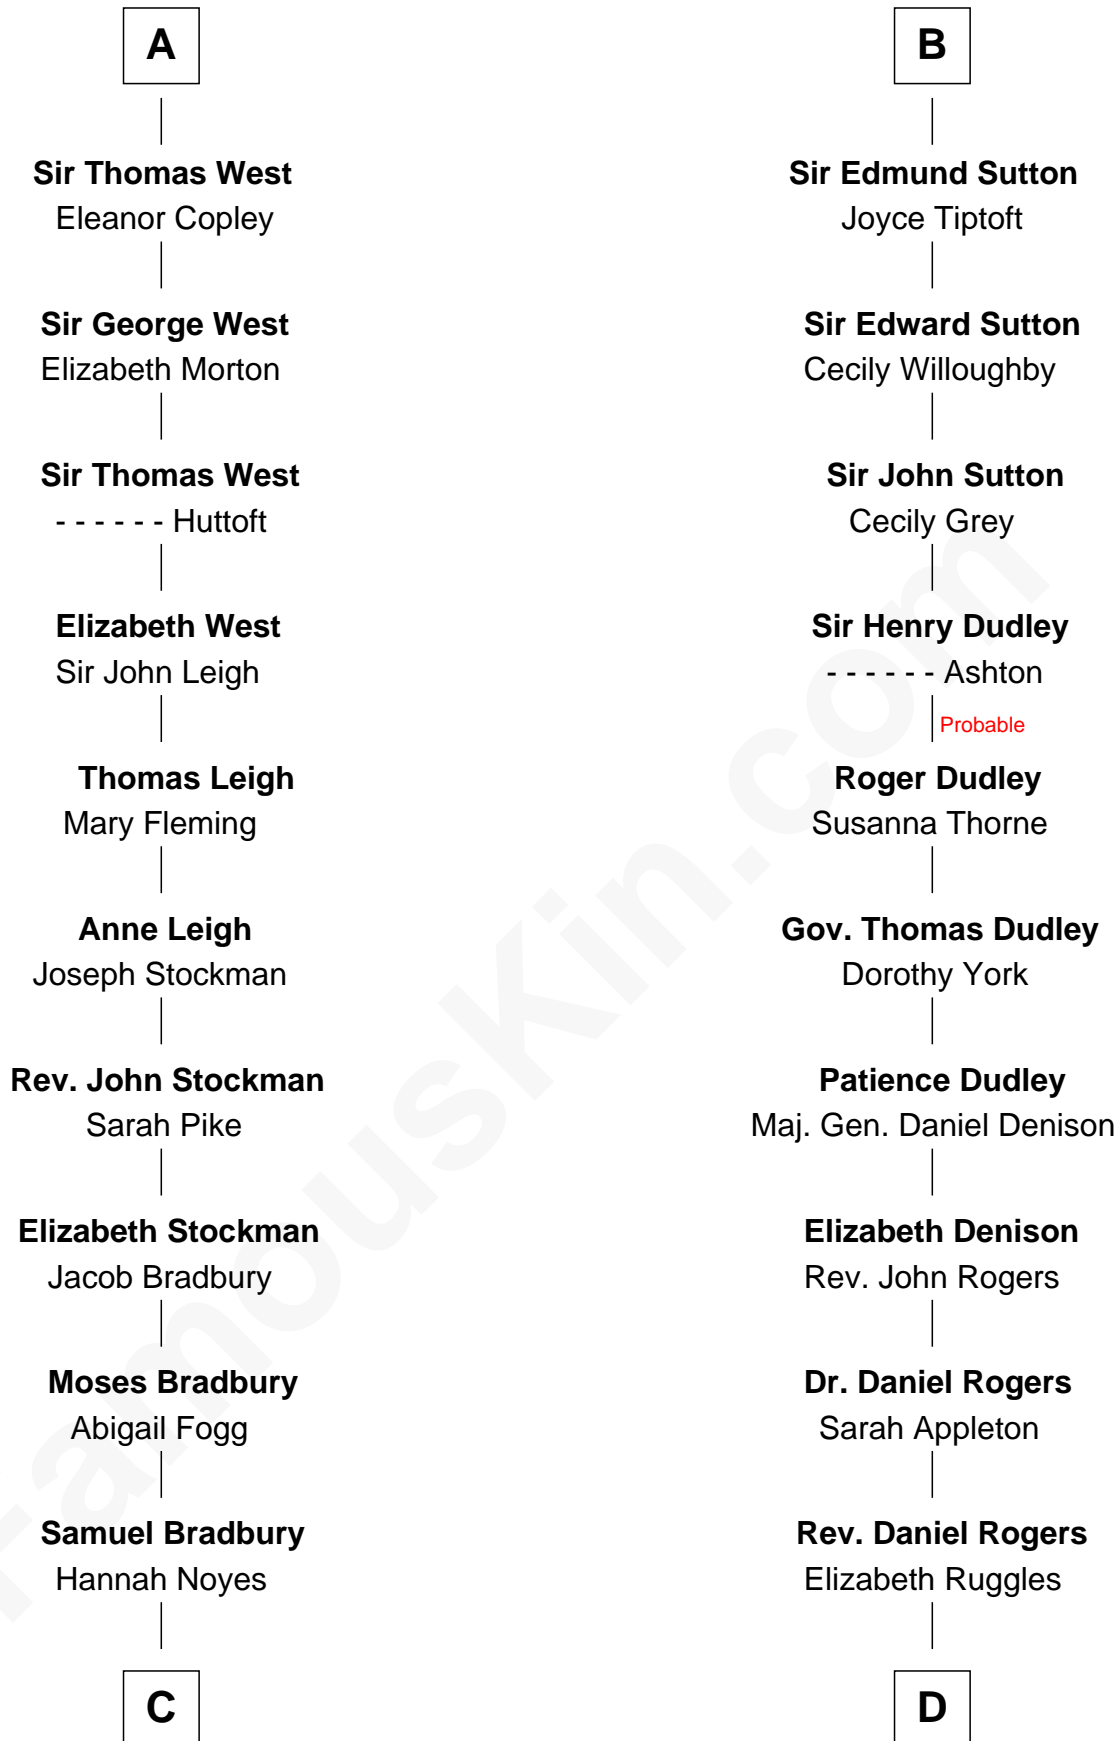 A
Sir Thomas West
Eleanor Copley
Sir George West
Elizabeth Morton
Sir Thomas West
- - - - - - Huttoft
Elizabeth West
Sir John Leigh
Thomas Leigh
Mary Fleming
Anne Leigh
Joseph Stockman
Rev. John Stockman
Sarah Pike
Elizabeth Stockman
Jacob Bradbury
Moses Bradbury
Abigail Fogg
Samuel Bradbury
Hannah Noyes
C
B
Sir Edmund Sutton
Joyce Tiptoft
Sir Edward Sutton
Cecily Willoughby
Sir John Sutton
Cecily Grey
Sir Henry Dudley
- - - - - - Ashton
Probable
Roger Dudley
Susanna Thorne
Gov. Thomas Dudley
Dorothy York
Patience Dudley
Maj. Gen. Daniel Denison
Elizabeth Denison
Rev. John Rogers
Dr. Daniel Rogers
Sarah Appleton
Rev. Daniel Rogers
Elizabeth Ruggles
D
FamousKin.com